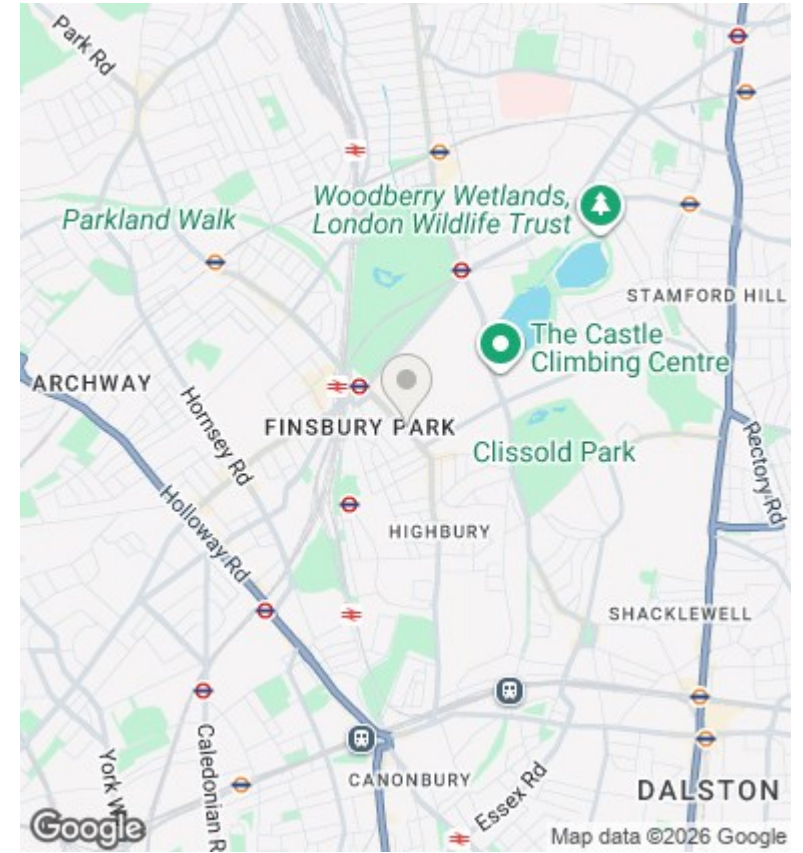 Park Rd
Woodberry Wetlands,
London Wildlife Trust
Parkland Walk
STAMFORD HILL
The Castle
Climbing Centre
ARCHWAY
Hornsey Rd
FINSBURY PARK
Clissold Park
Rectory Rd
Holloway Rd
HIGHBURY
SHACKLEWELL
Caledonian R
York W
CANONBURY
Essex Rd
DALSTON
Google
Map data ©2026 Google